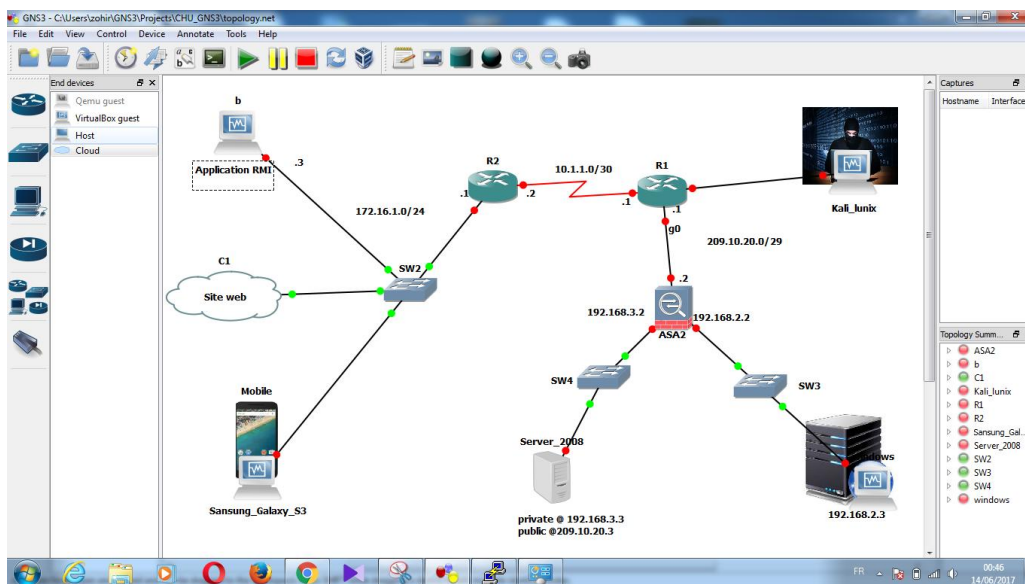 GNS3 - C:\Users\zohir\GNS3\Projects\CHU_GNS3\topology.net
File Edit View Control Device Annotate Tools Help
End devices
Qemu guest
VirtualBox guest
Host
Cloud
b
Application RMI
.3
172.16.1.0/24
R2
.1
.2
10.1.1.0/30
R1
.1
.1
g0
209.10.20.0/29
Kali_lunix
C1
Site web
SW2
.2
192.168.3.2
192.168.2.2
ASA2
SW4
SW3
Mobile
Sansung_Galaxy_S3
Server_2008
private @ 192.168.3.3
public @209.10.20.3
192.168.2.3
Captures
Hostname Interface
Topology Summ...
ASA2
b
C1
Kali_lunix
R1
R2
Sansung_Gal...
Server_2008
SW2
SW3
SW4
windows
FR
00:46
14/06/2017